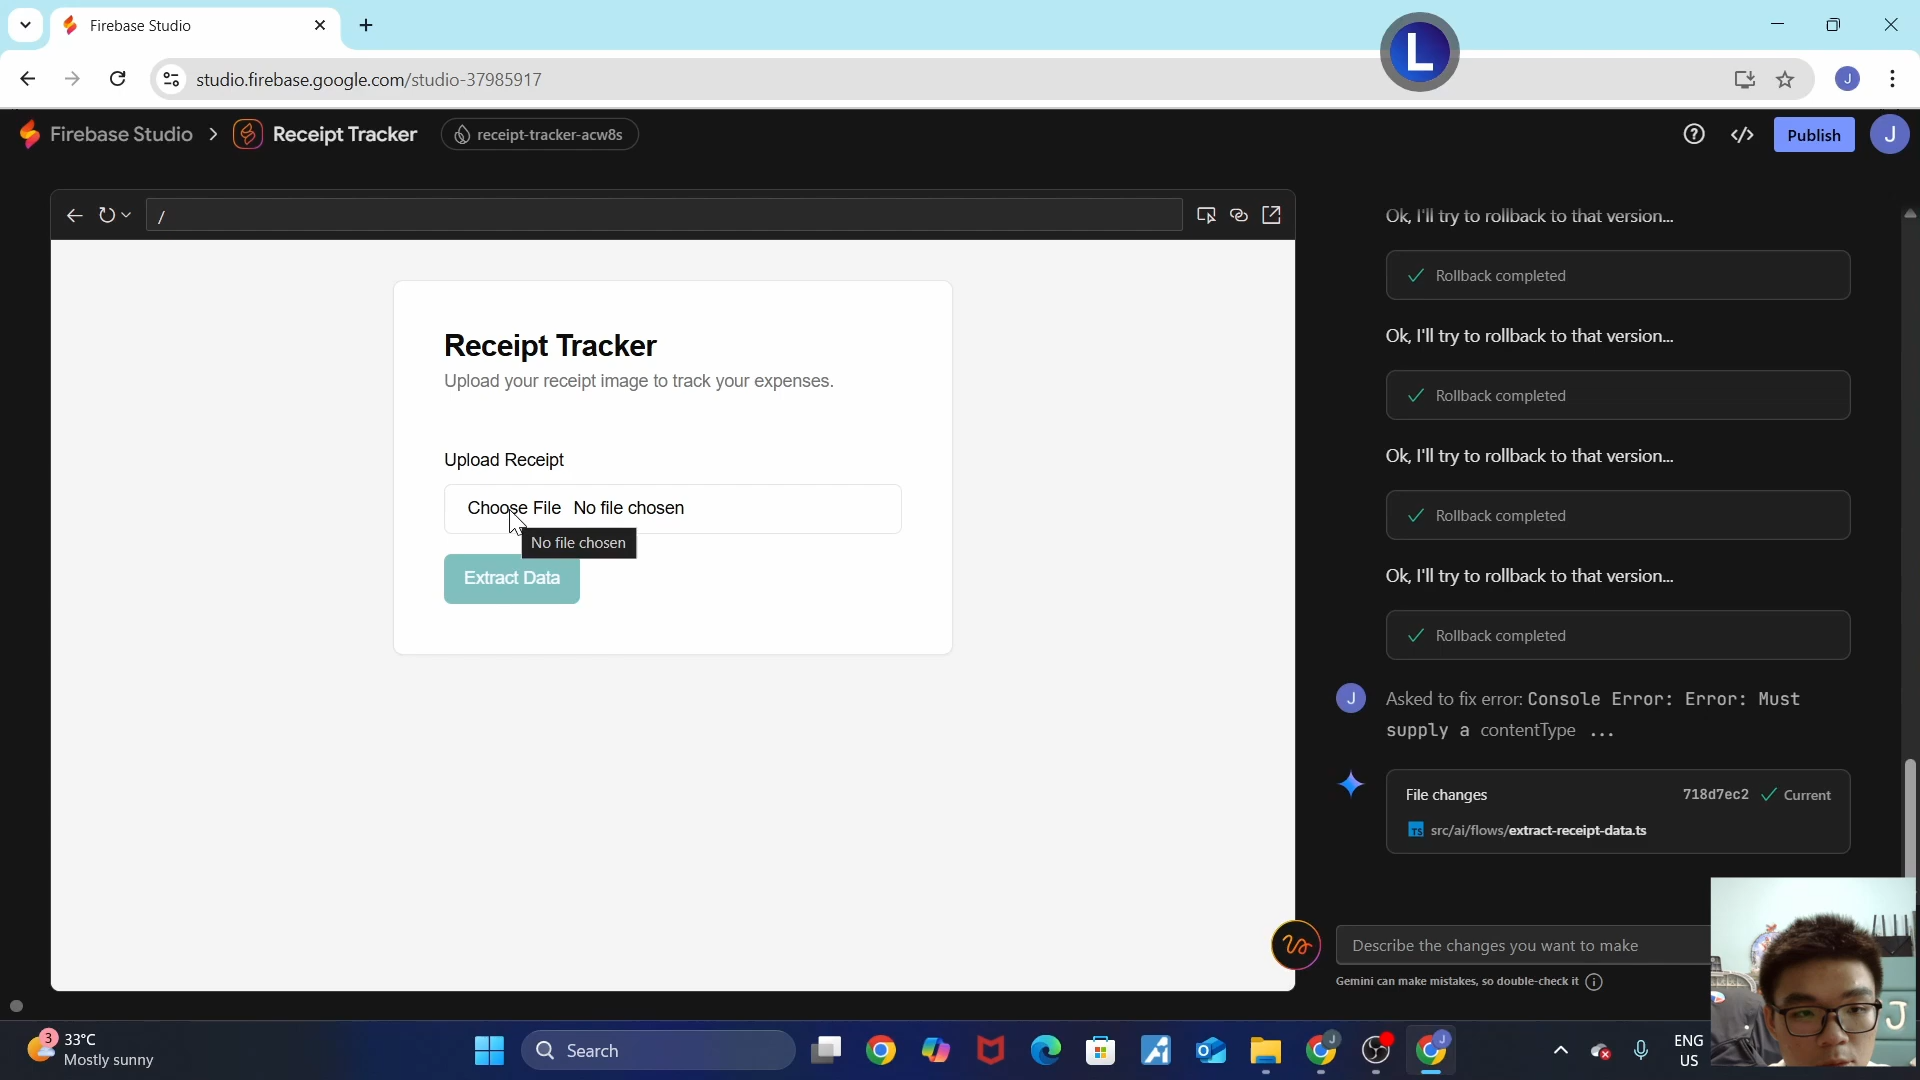 Firebase Studio
L
studio.firebase.google.com/studio-37985917
J
Firebase Studio
Receipt Tracker
receipt-tracker-acw8s
Publish
J
/
Receipt Tracker
Upload your receipt image to track your expenses.
Upload Receipt
Choose File No file chosen
No file chosen
Extract Data
Ok, I'll try to rollback to that version...
Rollback completed
Ok, I'll try to rollback to that version...
Rollback completed
Ok, I'll try to rollback to that version...
Rollback completed
Ok, I'll try to rollback to that version...
Rollback completed
J
Asked to fix error: Console Error: Error: Must
supply a contentType ...
File changes
718d7ec2
Current
TS
src/ai/flows/extract-receipt-data.ts
Describe the changes you want to make
Gemini can make mistakes, so double-check it
3
33°C
Mostly sunny
Search
J
J
ENG
US
J